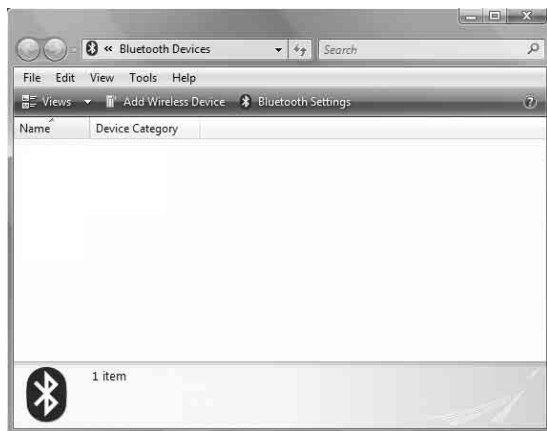 « Bluetooth Devices Search
File Edit View Tools Help
Views Add Wireless Device Bluetooth Settings ?
Name Device Category
1 item